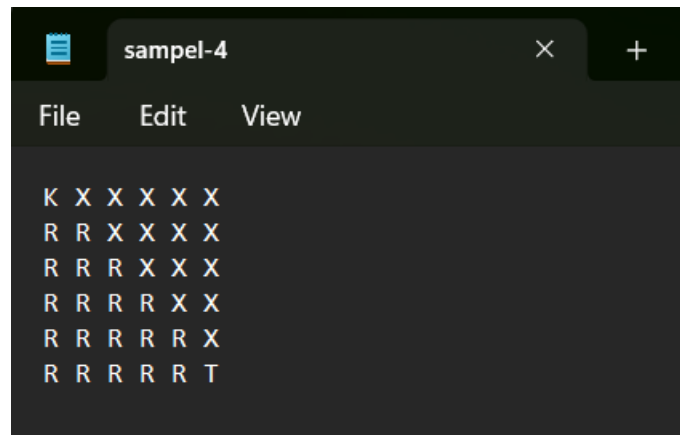 sampel-4
File Edit View
K X X X X X
R R X X X X
R R R X X X
R R R R X X
R R R R R X
R R R R R T